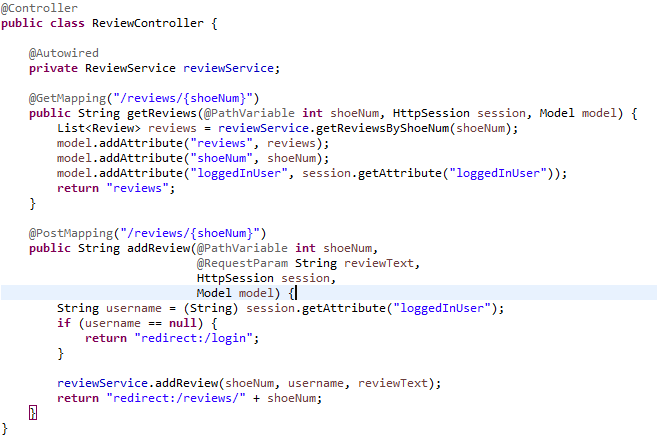 @Controller
public class ReviewController {

    @Autowired
    private ReviewService reviewService;

    @GetMapping("/reviews/{shoeNum}")
    public String getReviews(@PathVariable int shoeNum, HttpSession session, Model model) {
        List<Review> reviews = reviewService.getReviewsByShoeNum(shoeNum);
        model.addAttribute("reviews", reviews);
        model.addAttribute("shoeNum", shoeNum);
        model.addAttribute("loggedInUser", session.getAttribute("loggedInUser"));
        return "reviews";
    }

    @PostMapping("/reviews/{shoeNum}")
    public String addReview(@PathVariable int shoeNum,
                            @RequestParam String reviewText,
                            HttpSession session,
                            Model model) {
        String username = (String) session.getAttribute("loggedInUser");
        if (username == null) {
            return "redirect:/login";
        }

        reviewService.addReview(shoeNum, username, reviewText);
        return "redirect:/reviews/" + shoeNum;
    }
}